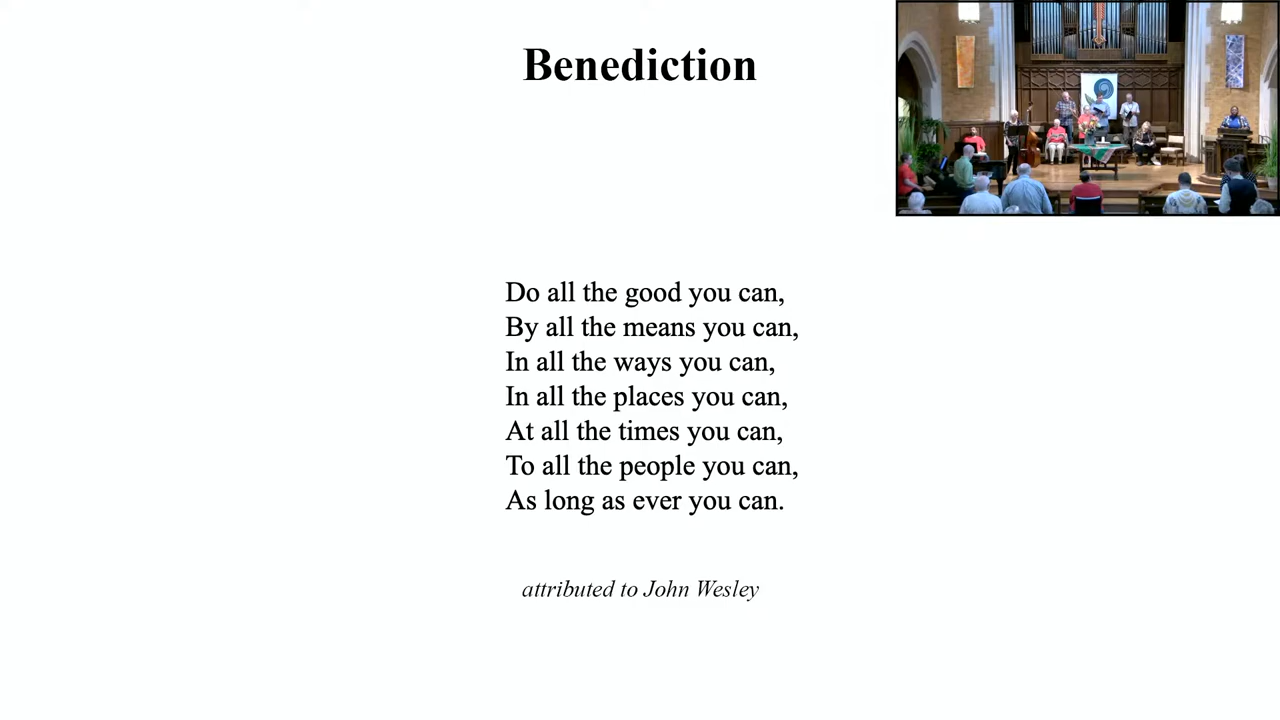 Benediction
Do all the good you can,
By all the means you can,
In all the ways you can,
In all the places you can,
At all the times you can,
To all the people you can,
As long as ever you can.
attributed to John Wesley